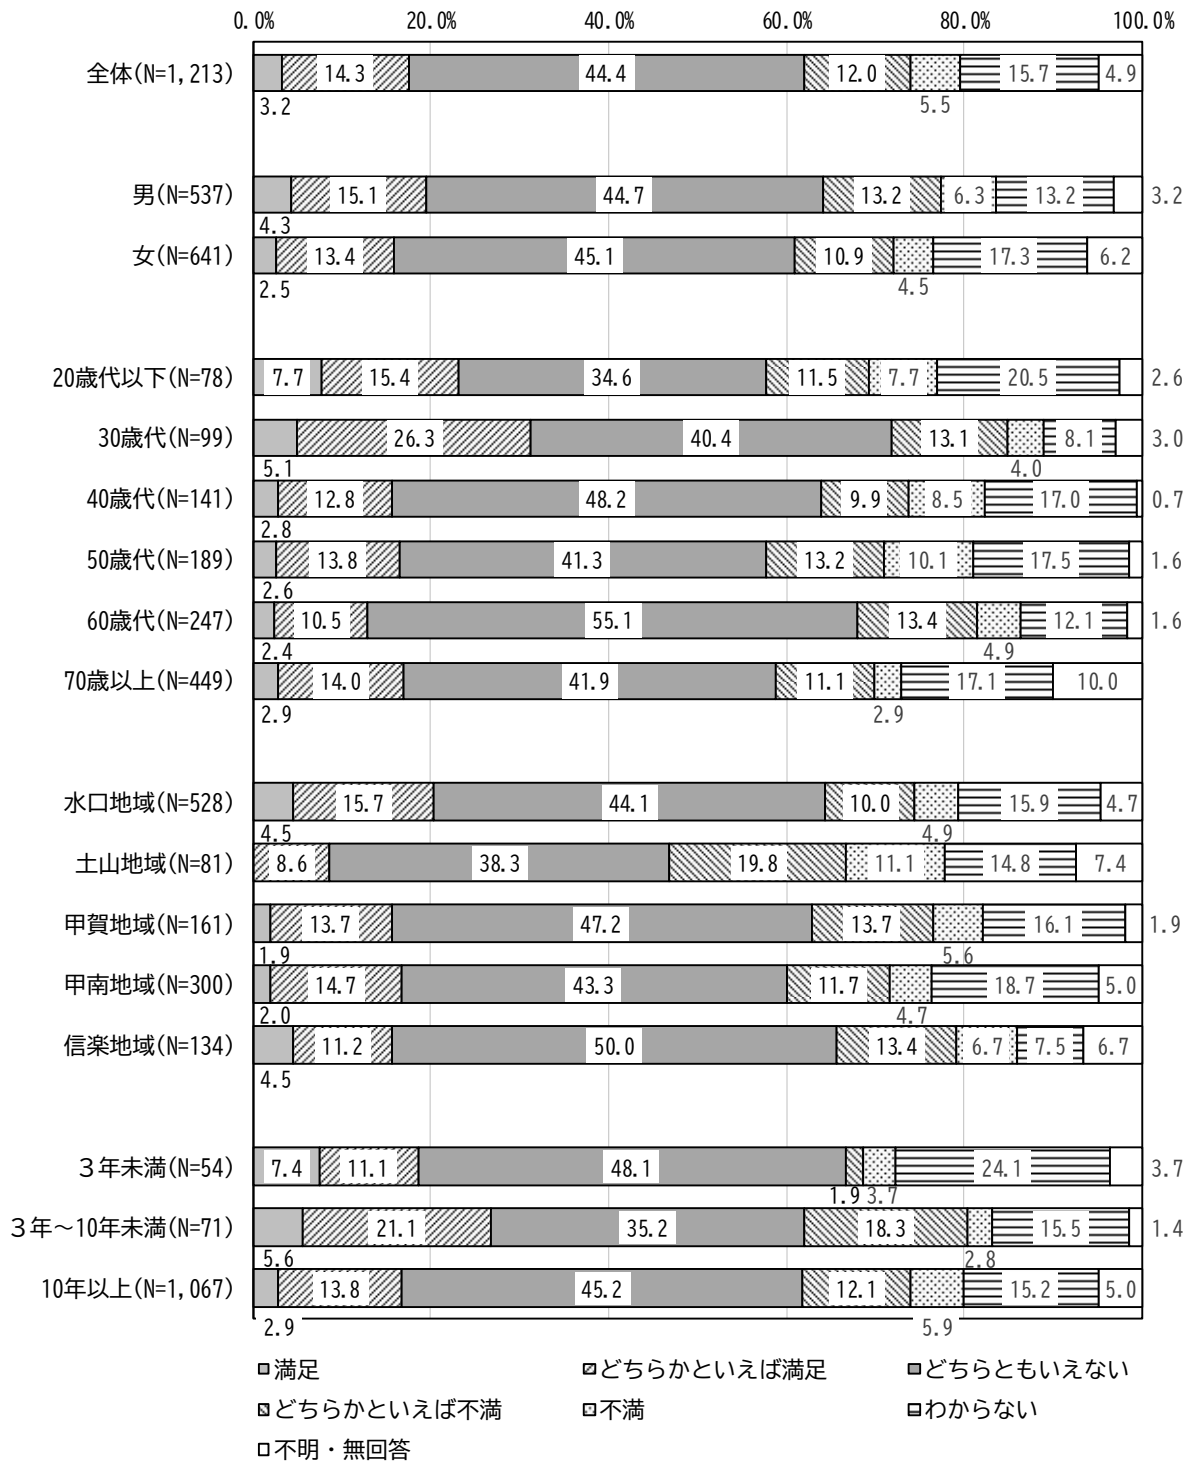 0.0% 20.0% 40.0% 60.0% 80.0% 100.0%
全体(N=1,213) 14.3 44.4 12.0 15.7 4.9
3.2 5.5
男(N=537) 15.1 44.7 13.2 6.3 13.2 3.2
4.3
女(N=641) 13.4 45.1 10.9 17.3 6.2
2.5 4.5
20歳代以下(N=78) 7.7 15.4 34.6 11.5 7.7 20.5 2.6
30歳代(N=99) 26.3 40.4 13.1 8.1 3.0
5.1 4.0
40歳代(N=141) 12.8 48.2 9.9 8.5 17.0 0.7
2.8
50歳代(N=189) 13.8 41.3 13.2 10.1 17.5 1.6
2.6
60歳代(N=247) 10.5 55.1 13.4 12.1 1.6
2.4 4.9
70歳以上(N=449) 14.0 41.9 11.1 17.1 10.0
2.9 2.9
水口地域(N=528) 15.7 44.1 10.0 15.9 4.7
4.5 4.9
土山地域(N=81) 8.6 38.3 19.8 11.1 14.8 7.4
甲賀地域(N=161) 13.7 47.2 13.7 16.1 1.9
1.9 5.6
甲南地域(N=300) 14.7 43.3 11.7 18.7 5.0
2.0 4.7
信楽地域(N=134) 11.2 50.0 13.4 6.7 7.5 6.7
4.5
３年未満(N=54) 7.4 11.1 48.1 24.1 3.7
1.9 3.7
３年～10年未満(N=71) 21.1 35.2 18.3 15.5 1.4
5.6 2.8
10年以上(N=1,067) 13.8 45.2 12.1 15.2 5.0
2.9 5.9
満足 どちらかといえば満足 どちらともいえない
どちらかといえば不満 不満 わからない
不明・無回答